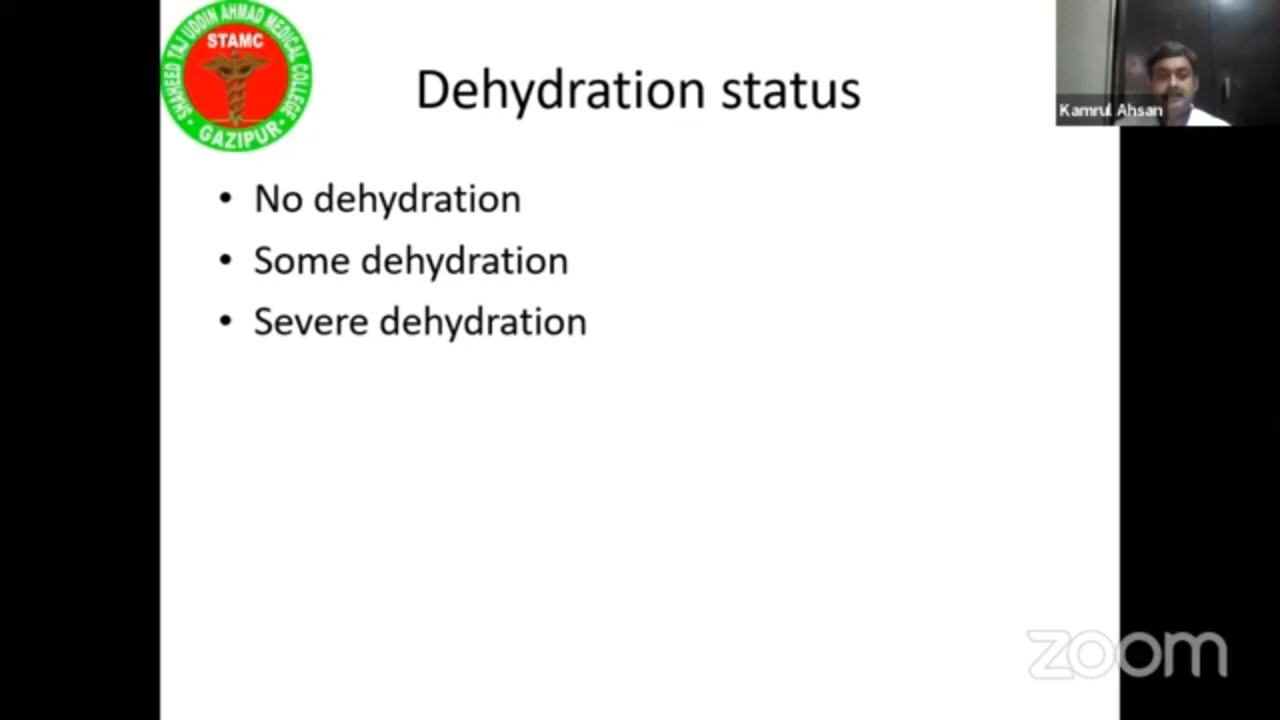 SHAHEED TAJ UDDIN AHMAD MEDICAL COLLEGE
STAMC
• GAZIPUR •
Dehydration status
Kamrul Ahsan
• No dehydration
• Some dehydration
• Severe dehydration
zoom